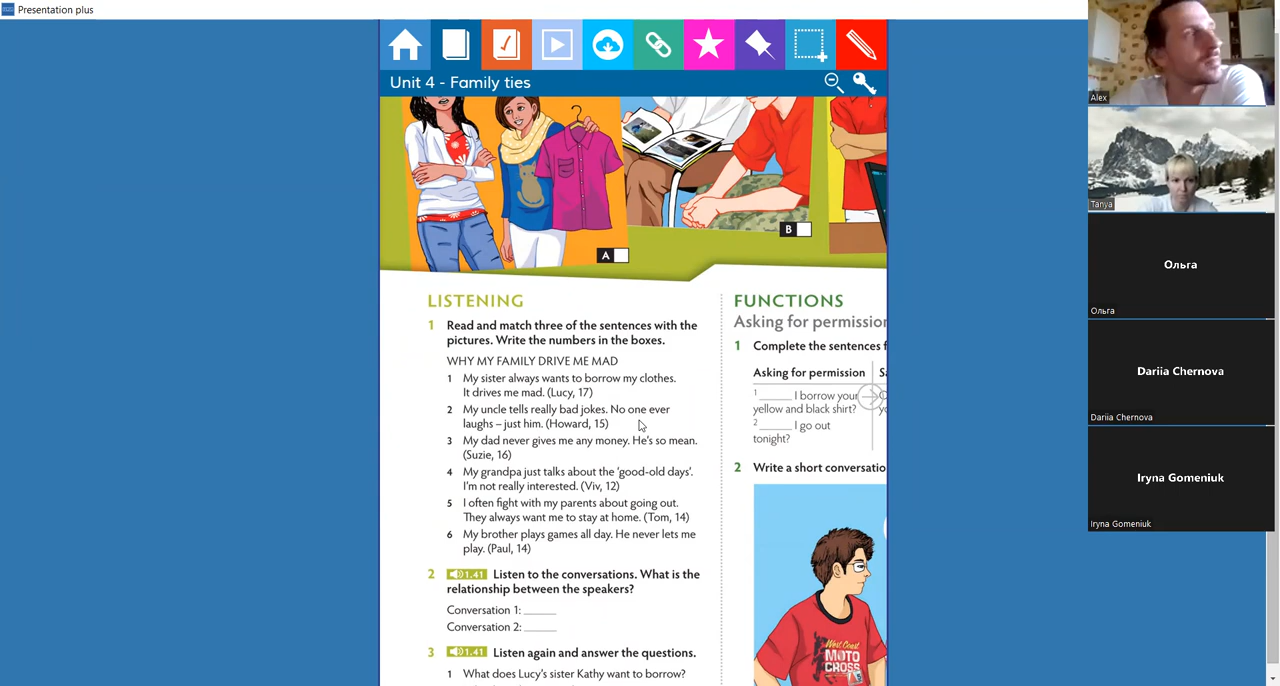 Presentation plus
Unit 4 - Family ties
A
B
LISTENING
1 Read and match three of the sentences with the
pictures. Write the numbers in the boxes.
WHY MY FAMILY DRIVE ME MAD
1 My sister always wants to borrow my clothes.
It drives me mad. (Lucy, 17)
2 My uncle tells really bad jokes. No one ever
laughs – just him. (Howard, 15)
3 My dad never gives me any money. He's so mean.
(Suzie, 16)
4 My grandpa just talks about the 'good-old days'.
I'm not really interested. (Viv, 12)
5 I often fight with my parents about going out.
They always want me to stay at home. (Tom, 14)
6 My brother plays games all day. He never lets me
play. (Paul, 14)
2 1.41 Listen to the conversations. What is the
relationship between the speakers?
Conversation 1: ______
Conversation 2: ______
3 1.41 Listen again and answer the questions.
1 What does Lucy's sister Kathy want to borrow?
FUNCTIONS
Asking for permission
1 Complete the sentences f
Asking for permission
1 ______ I borrow your
yellow and black shirt?
2 ______ I go out
tonight?
2 Write a short conversatio
West Coast
MOTO
CROSS
Alex
Tanya
Ольга
Ольга
Dariia Chernova
Dariia Chernova
Iryna Gomeniuk
Iryna Gomeniuk